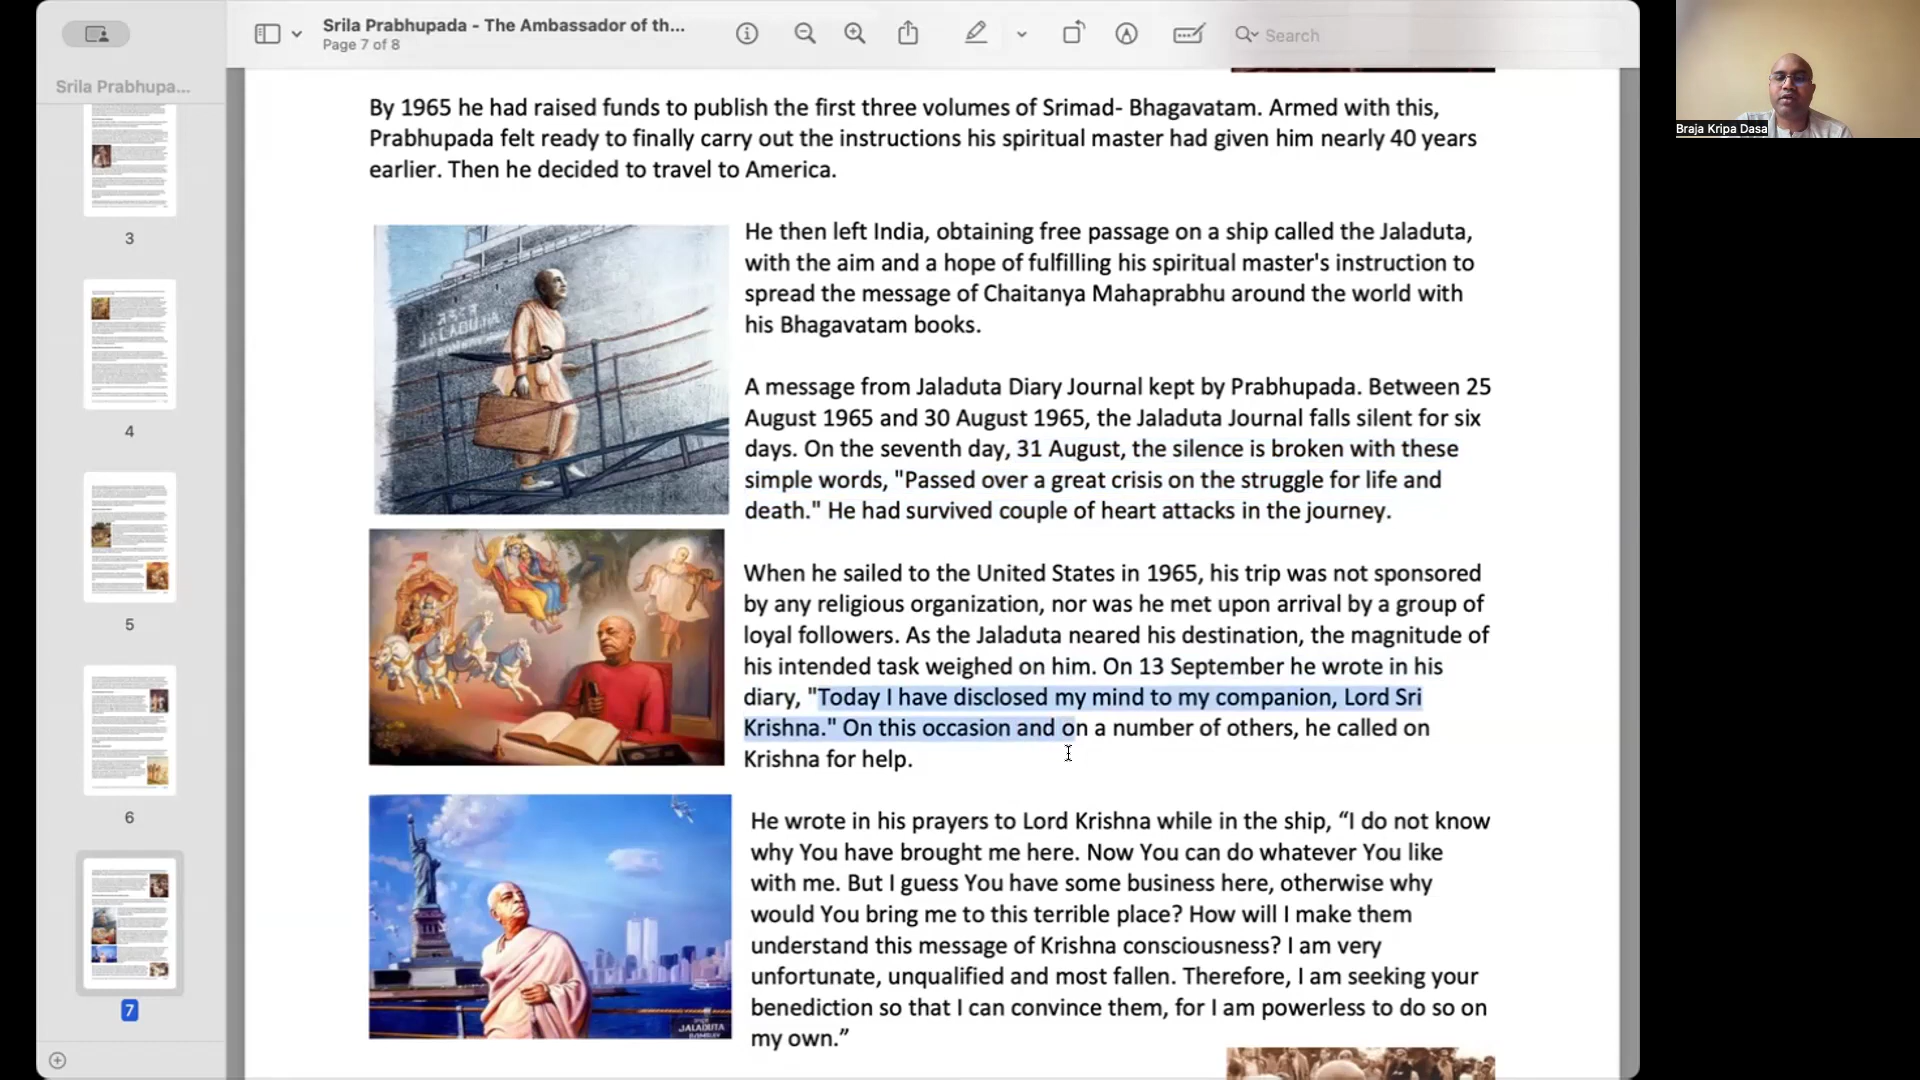 Srila Prabhupada - The Ambassador of th...
Page 7 of 8
Search
Srila Prabhupa...
3
4
5
6
7
By 1965 he had raised funds to publish the first three volumes of Srimad- Bhagavatam. Armed with this,
Prabhupada felt ready to finally carry out the instructions his spiritual master had given him nearly 40 years
earlier. Then he decided to travel to America.
He then left India, obtaining free passage on a ship called the Jaladuta,
with the aim and a hope of fulfilling his spiritual master's instruction to
spread the message of Chaitanya Mahaprabhu around the world with
his Bhagavatam books.
JALADUTA
A message from Jaladuta Diary Journal kept by Prabhupada. Between 25
August 1965 and 30 August 1965, the Jaladuta Journal falls silent for six
days. On the seventh day, 31 August, the silence is broken with these
simple words, "Passed over a great crisis on the struggle for life and
death." He had survived couple of heart attacks in the journey.
When he sailed to the United States in 1965, his trip was not sponsored
by any religious organization, nor was he met upon arrival by a group of
loyal followers. As the Jaladuta neared his destination, the magnitude of
his intended task weighed on him. On 13 September he wrote in his
diary, "Today I have disclosed my mind to my companion, Lord Sri
Krishna." On this occasion and on a number of others, he called on
Krishna for help.
He wrote in his prayers to Lord Krishna while in the ship, “I do not know
why You have brought me here. Now You can do whatever You like
with me. But I guess You have some business here, otherwise why
would You bring me to this terrible place? How will I make them
understand this message of Krishna consciousness? I am very
unfortunate, unqualified and most fallen. Therefore, I am seeking your
benediction so that I can convince them, for I am powerless to do so on
my own.”
JALADUTA
BOMBAY
Braja Kripa Dasa